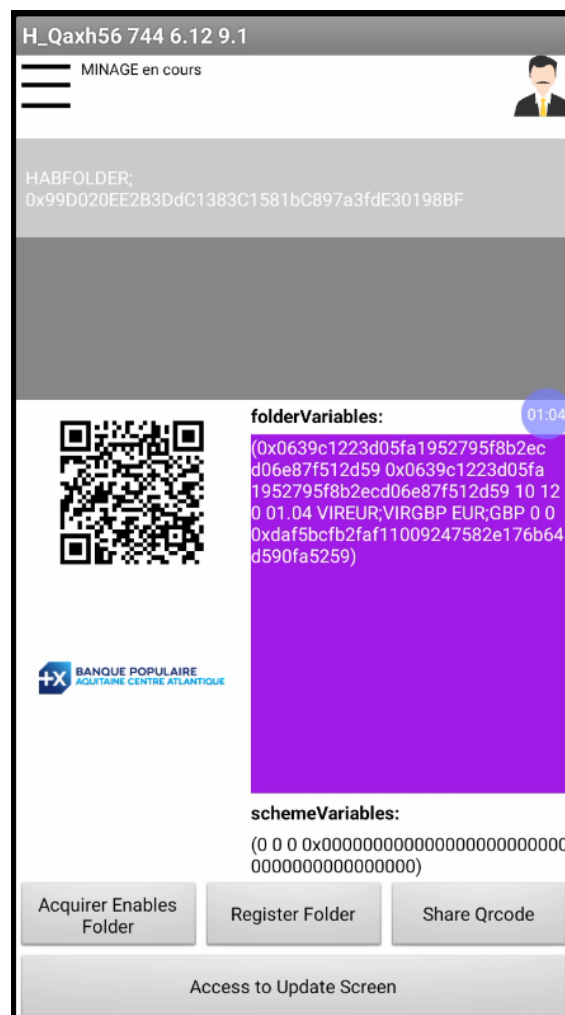 H_Qaxh56 744 6.12 9.1
MINAGE en cours
HABFOLDER;
0x99D020EE2B3DdC1383C1581bC897a3fdE30198BF
folderVariables:
01:04
(0x0639c1223d05fa1952795f8b2ec
d06e87f512d59 0x0639c1223d05fa
1952795f8b2ecd06e87f512d59 10 12
0 01.04 VIREUR;VIRGBP EUR;GBP 0 0
0xdaf5bcfb2faf11009247582e176b64
d590fa5259)
+X BANQUE POPULAIRE
AQUITAINE CENTRE ATLANTIQUE
schemeVariables:
(0 0 0 0x000000000000000000000000
0000000000000000)
Acquirer Enables
Folder
Register Folder
Share Qrcode
Access to Update Screen